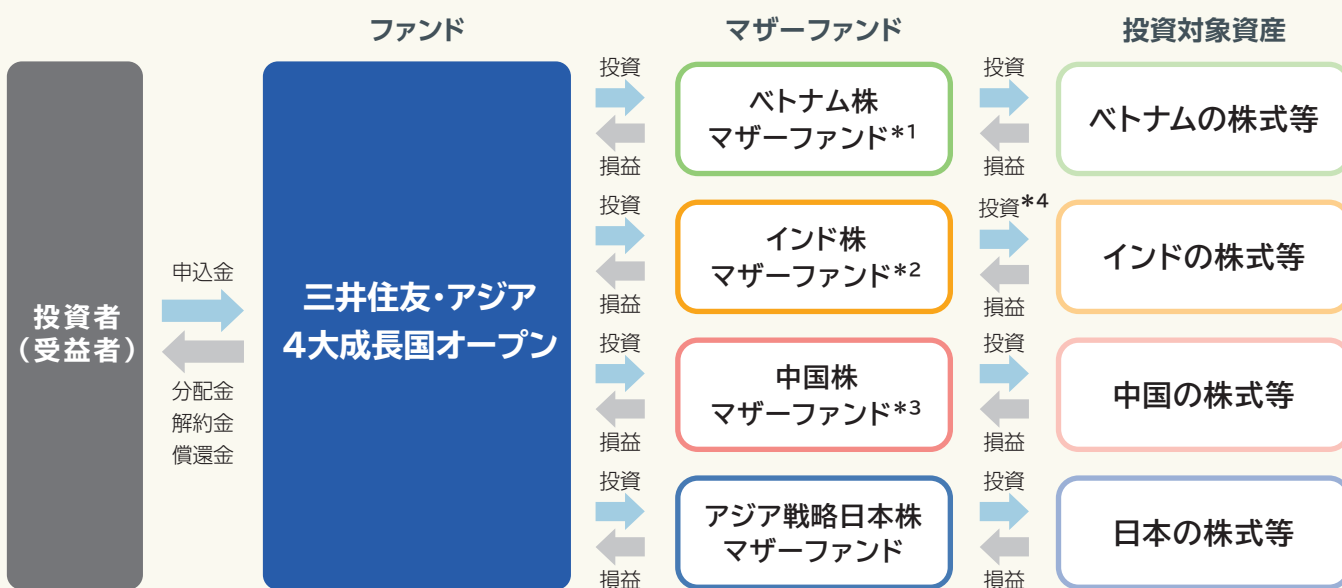 ファンド
マザーファンド
投資対象資産
投資者
(受益者)
申込金
分配金
解約金
償還金
三井住友・アジア
4大成長国オープン
投資
損益
ベトナム株
マザーファンド*1
投資
損益
ベトナムの株式等
投資
損益
インド株
マザーファンド*2
投資*4
損益
インドの株式等
投資
損益
中国株
マザーファンド*3
投資
損益
中国の株式等
投資
損益
アジア戦略日本株
マザーファンド
投資
損益
日本の株式等